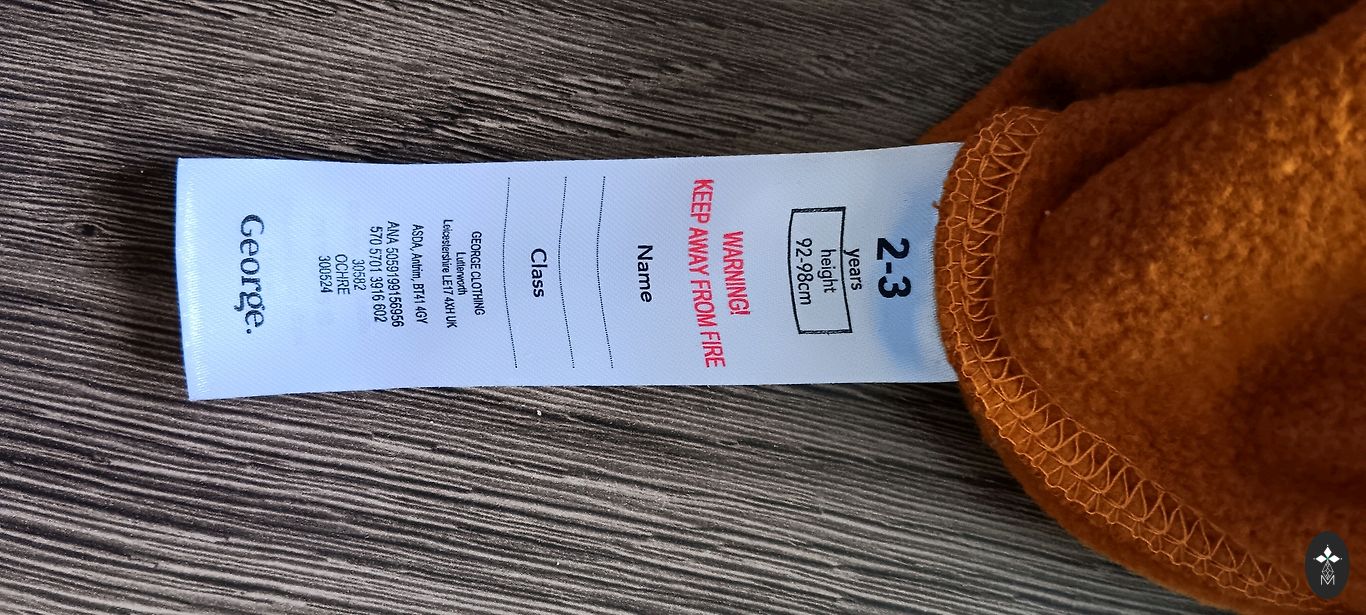 2-3
years
height
92-98cm
WARNING!
KEEP AWAY FROM FIRE
Name
Class
GEORGE CLOTHING
Lutterworth
Leicestershire LE17 4XH UK
ASDA, Antrim, BT41 4GY
ANA 5059199156956
570 5701 3916 602
30582
OCHRE
300524
George.
M